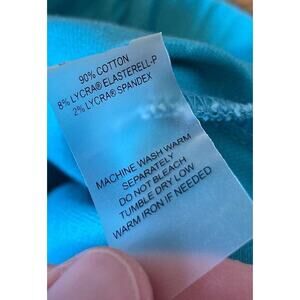 90% COTTON
8% LYCRA® ELASTERELL-P
2% LYCRA® SPANDEX
MACHINE WASH WARM
SEPARATELY
DO NOT BLEACH
TUMBLE DRY LOW
WARM IRON IF NEEDED